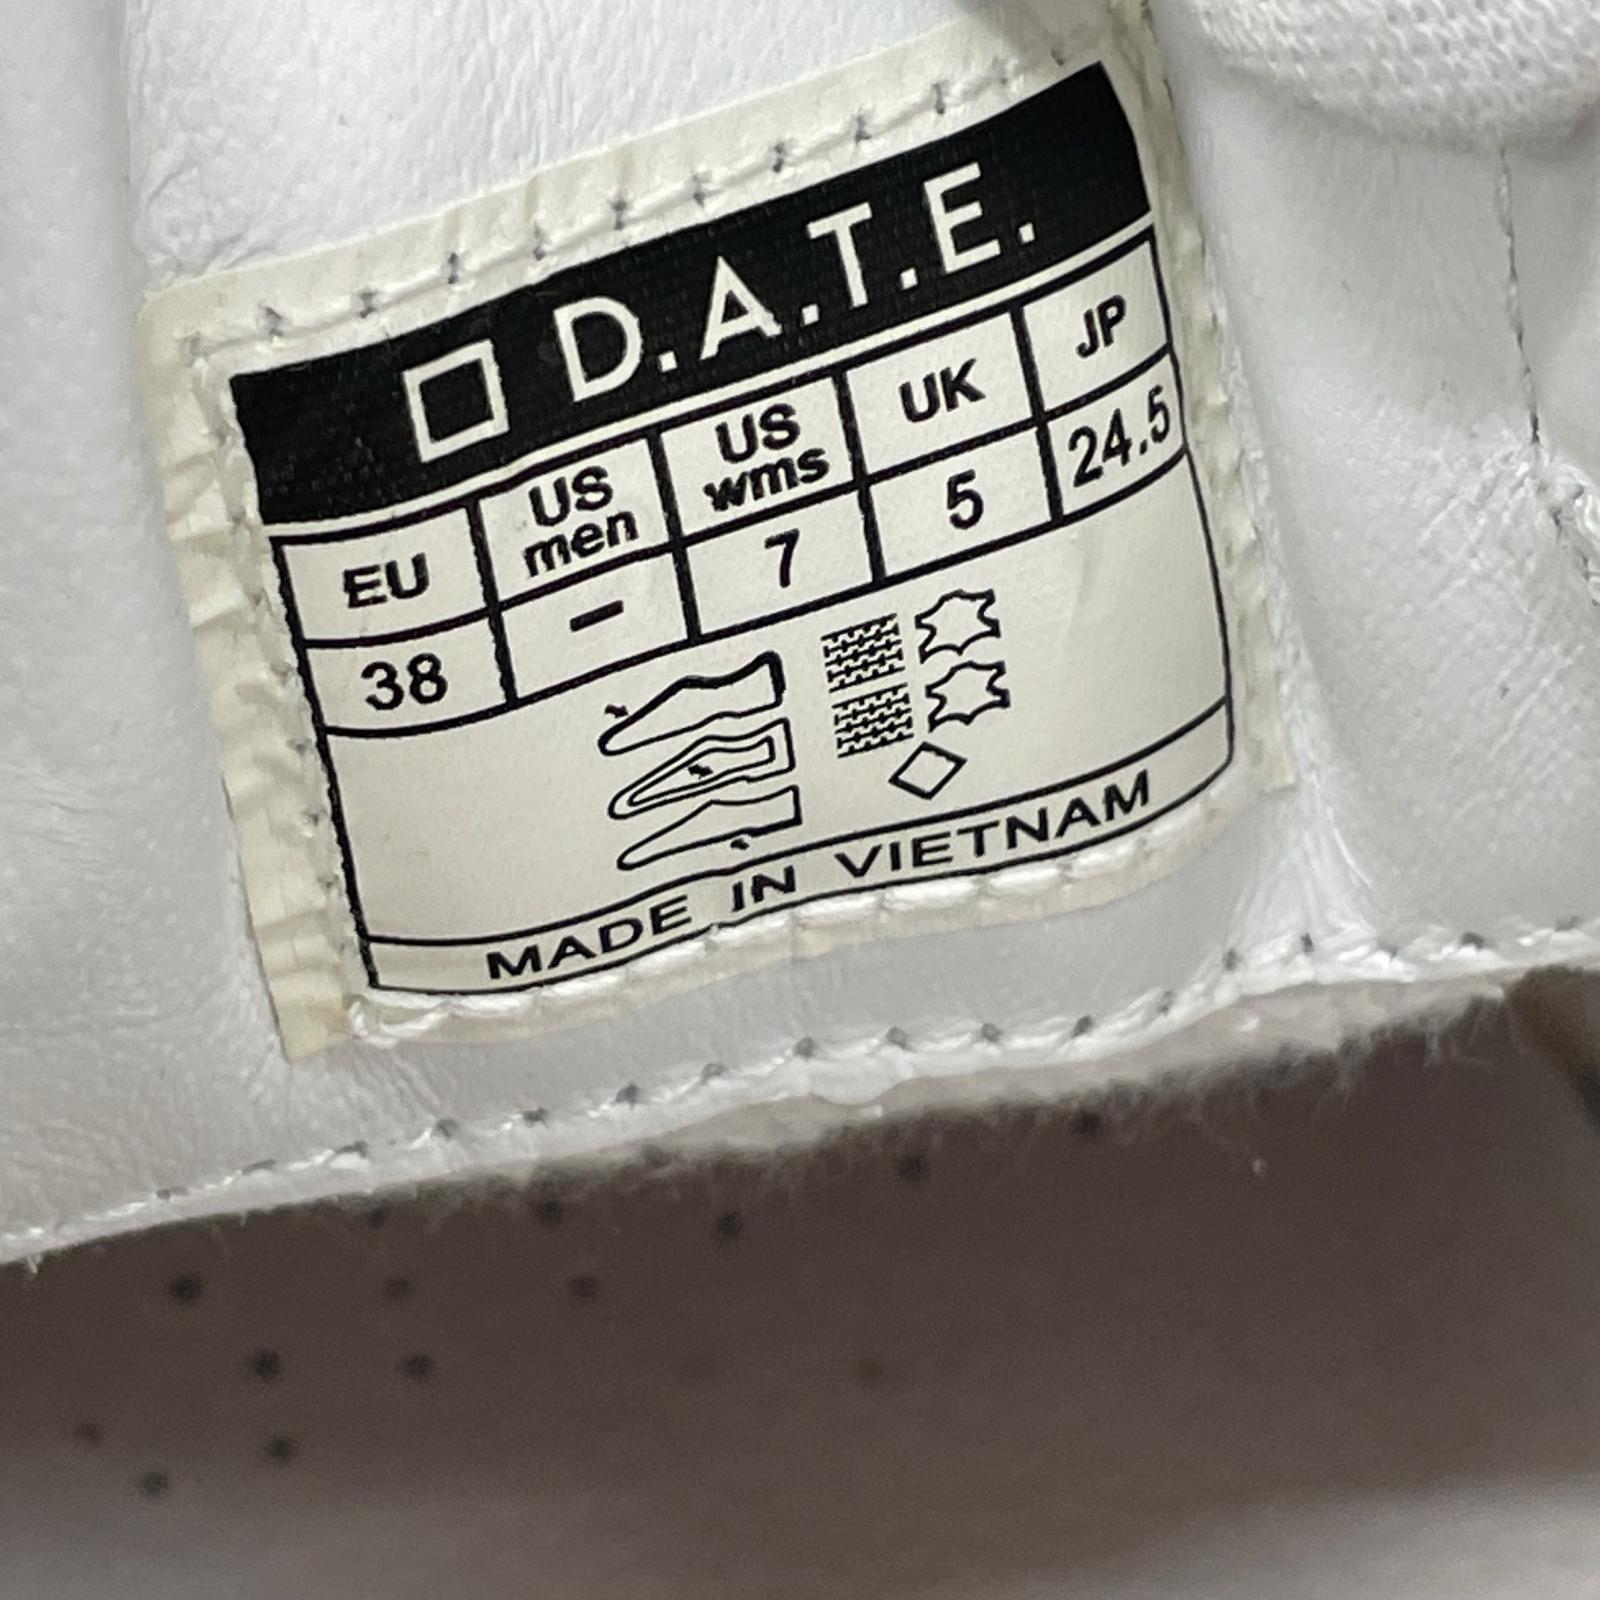 D.A.T.E.
EU US men US wms UK JP
38 - 7 5 24.5
MADE IN VIETNAM